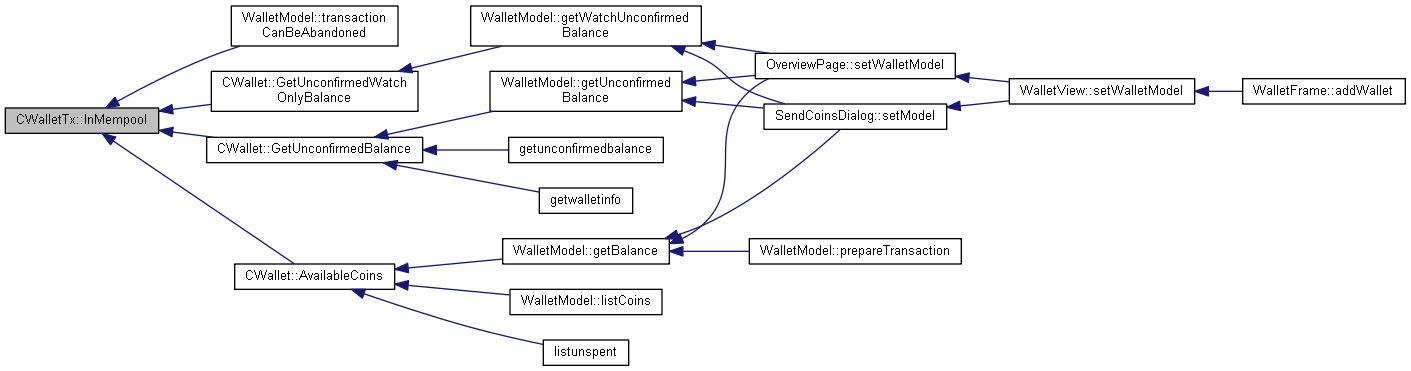 CWalletTx::InMempool
WalletModel::transaction
CanBeAbandoned
CWallet::GetUnconfirmedWatch
OnlyBalance
CWallet::GetUnconfirmedBalance
CWallet::AvailableCoins
WalletModel::getWatchUnconfirmed
Balance
WalletModel::getUnconfirmed
Balance
getunconfirmedbalance
getwalletinfo
WalletModel::getBalance
WalletModel::listCoins
listunspent
OverviewPage::setWalletModel
SendCoinsDialog::setModel
WalletModel::prepareTransaction
WalletView::setWalletModel
WalletFrame::addWallet